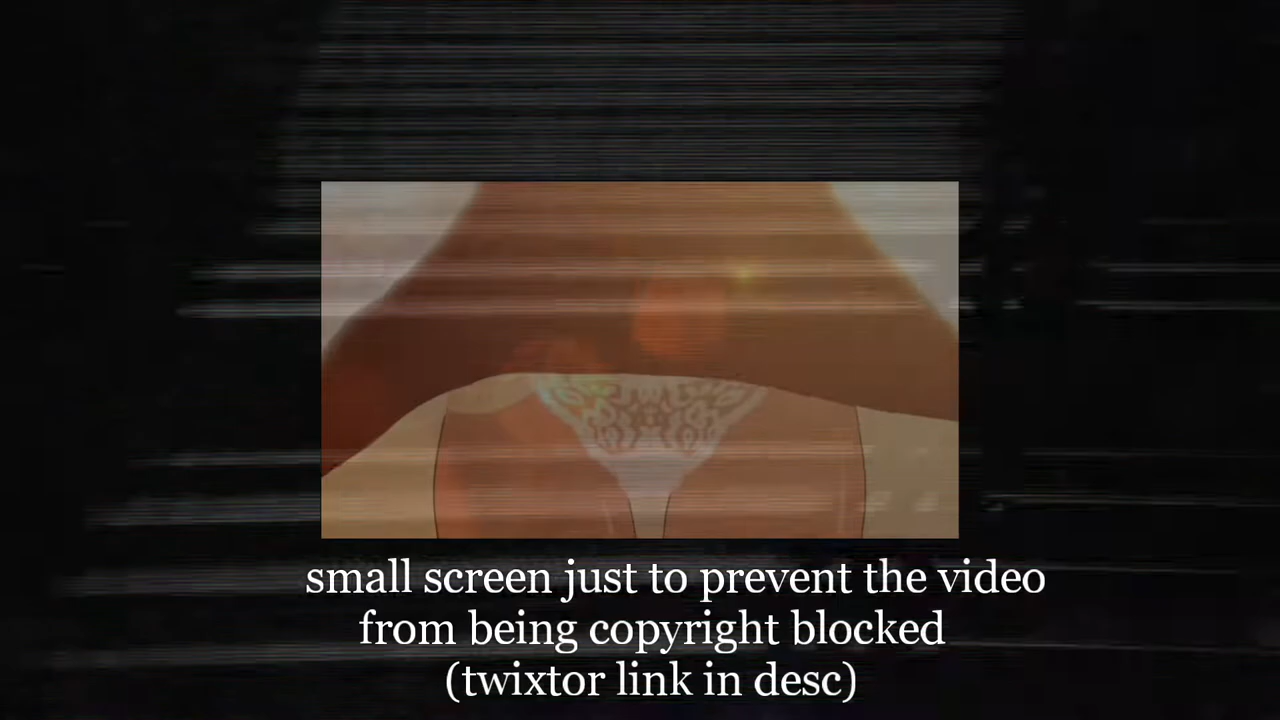 small screen just to prevent the video
from being copyright blocked
(twixtor link in desc)